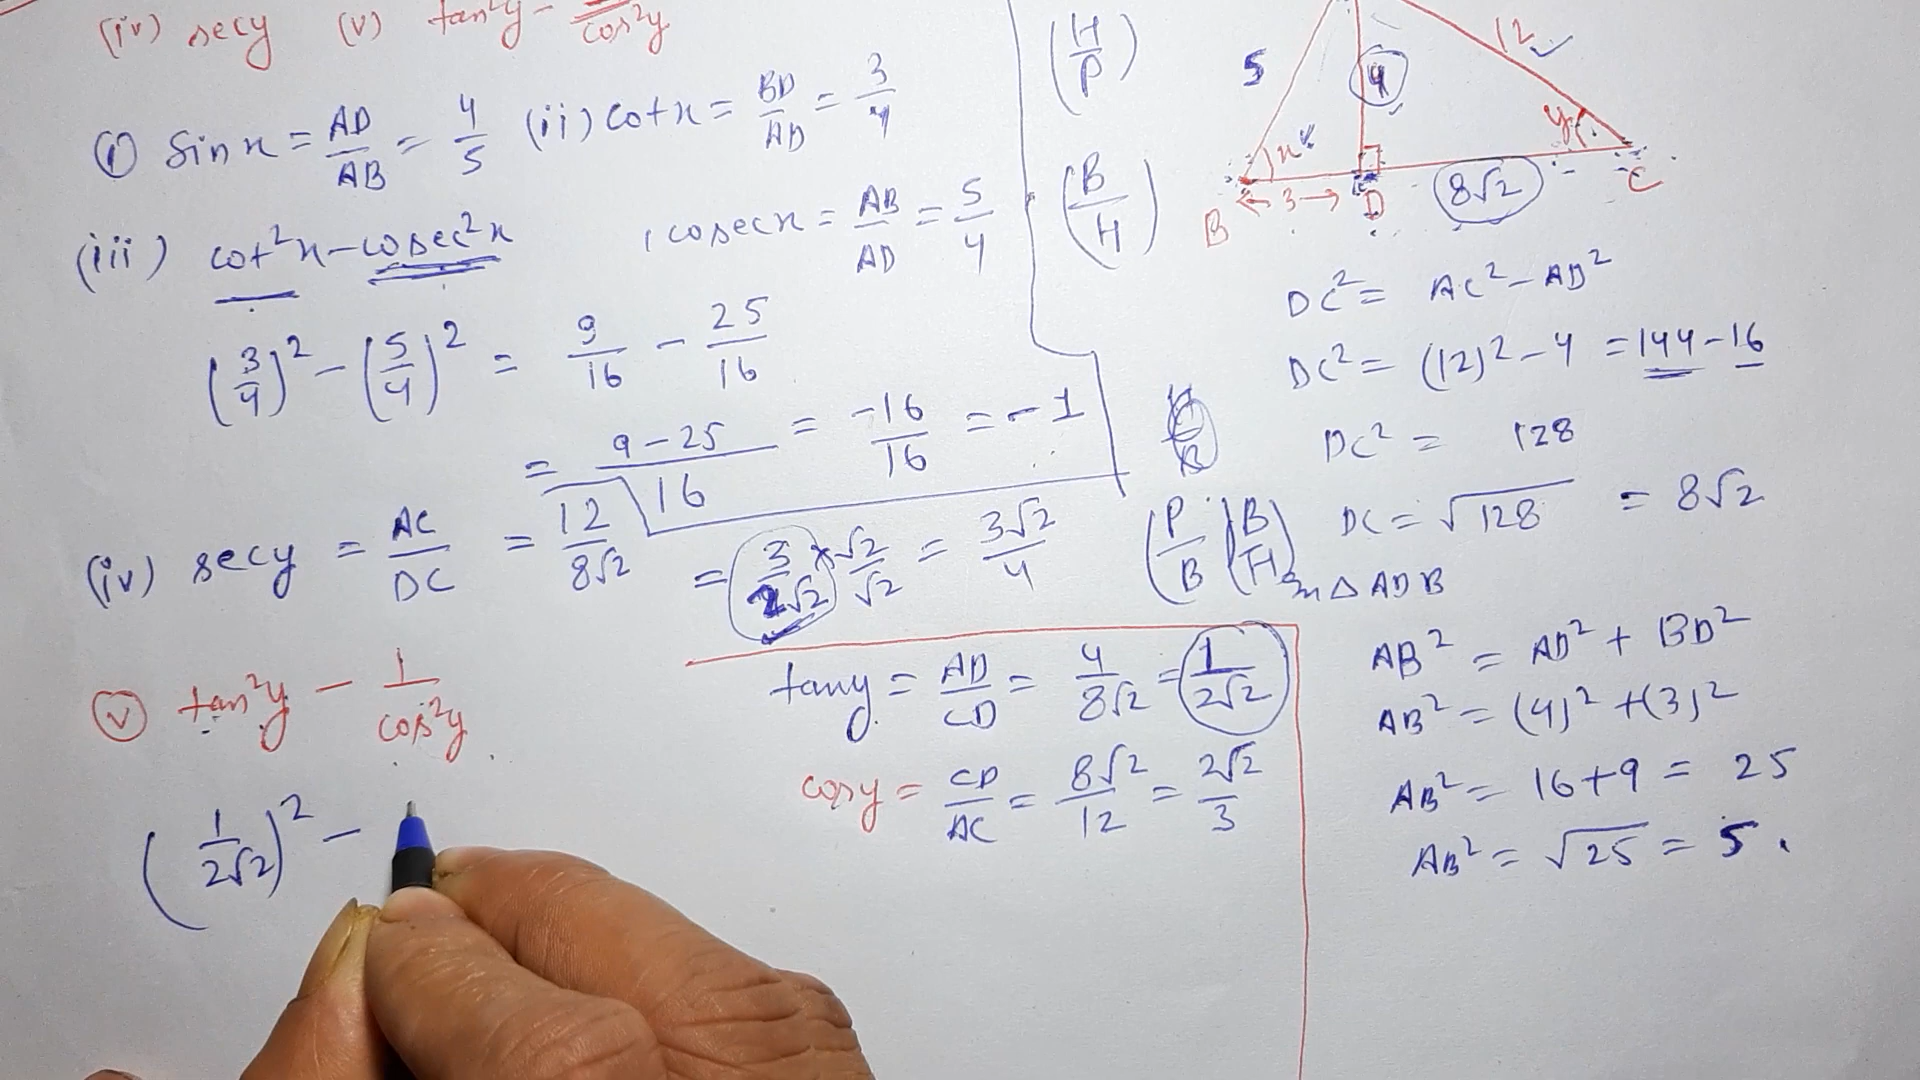 (iv) secy (v) tan²y - cos²y
(i) Sin x = AD/AB = 4/5 (ii) Cotx = BD/AD = 3/4
(iii) cot²x - cosec²x , cosecx = AB/AD = 5/4
(3/4)² - (5/4)² = 9/16 - 25/16
= 9-25/16 = -16/16 = -1
(iv) secy = AC/DC = 12/8√2 = 3/2√2 × √2/√2 = 3√2/4
(v) tan²y - 1/cos²y
(1/2√2)² -
tany = AD/CD = 4/8√2 = 1/2√2
cosy = CD/AC = 8√2/12 = 2√2/3
(H/P)
(B/H)
(P/B) (B/H)
5 4 12
x y
B 3 D 8√2 C
DC² = AC² - AD²
DC² = (12)² - 4 = 144 - 16
DC² = 128
DC = √128 = 8√2
In △ ADB
AB² = AD² + BD²
AB² = (4)² + (3)²
AB² = 16 + 9 = 25
AB² = √25 = 5.